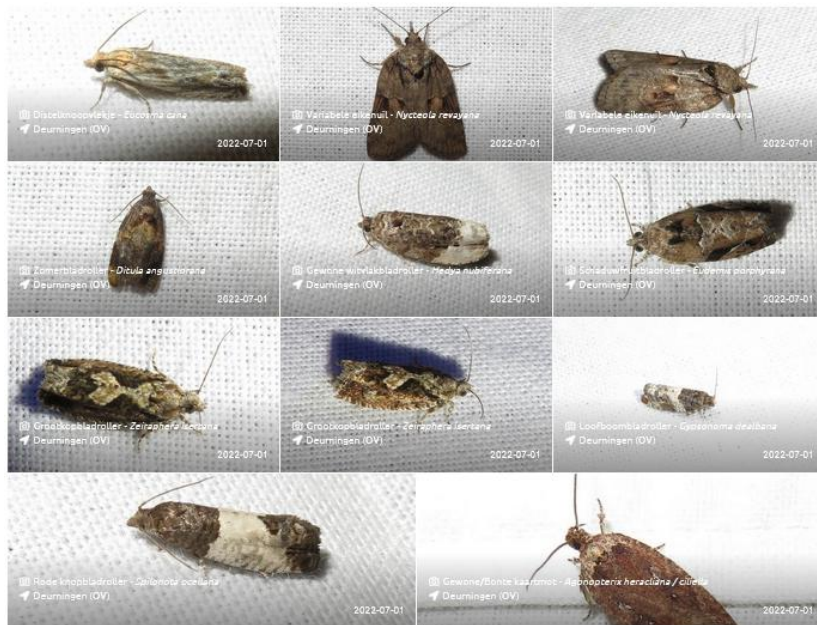 Distelknoopvlekje - Eucosma cana
Deurningen (OV)
2022-07-01
Variabele eikenuil - Nycteola revayana
Deurningen (OV)
2022-07-01
Variabele eikenuil - Nycteola revayana
Deurningen (OV)
2022-07-01
Zomerbladroller - Ditula angustiorana
Deurningen (OV)
2022-07-01
Gewone witvlakbladroller - Hedya nubiferana
Deurningen (OV)
2022-07-01
Schaduwfruitbladroller - Eudemis porphyrana
Deurningen (OV)
2022-07-01
Grootkopbladroller - Zeiraphera isertana
Deurningen (OV)
2022-07-01
Grootkopbladroller - Zeiraphera isertana
Deurningen (OV)
2022-07-01
Loofboombladroller - Gypsonoma dealbana
Deurningen (OV)
2022-07-01
Rode knopbladroller - Spilonota ocellana
Deurningen (OV)
2022-07-01
Gewone/Bonte kaartmot - Agonopterix heracliana / ciliella
Deurningen (OV)
2022-07-01